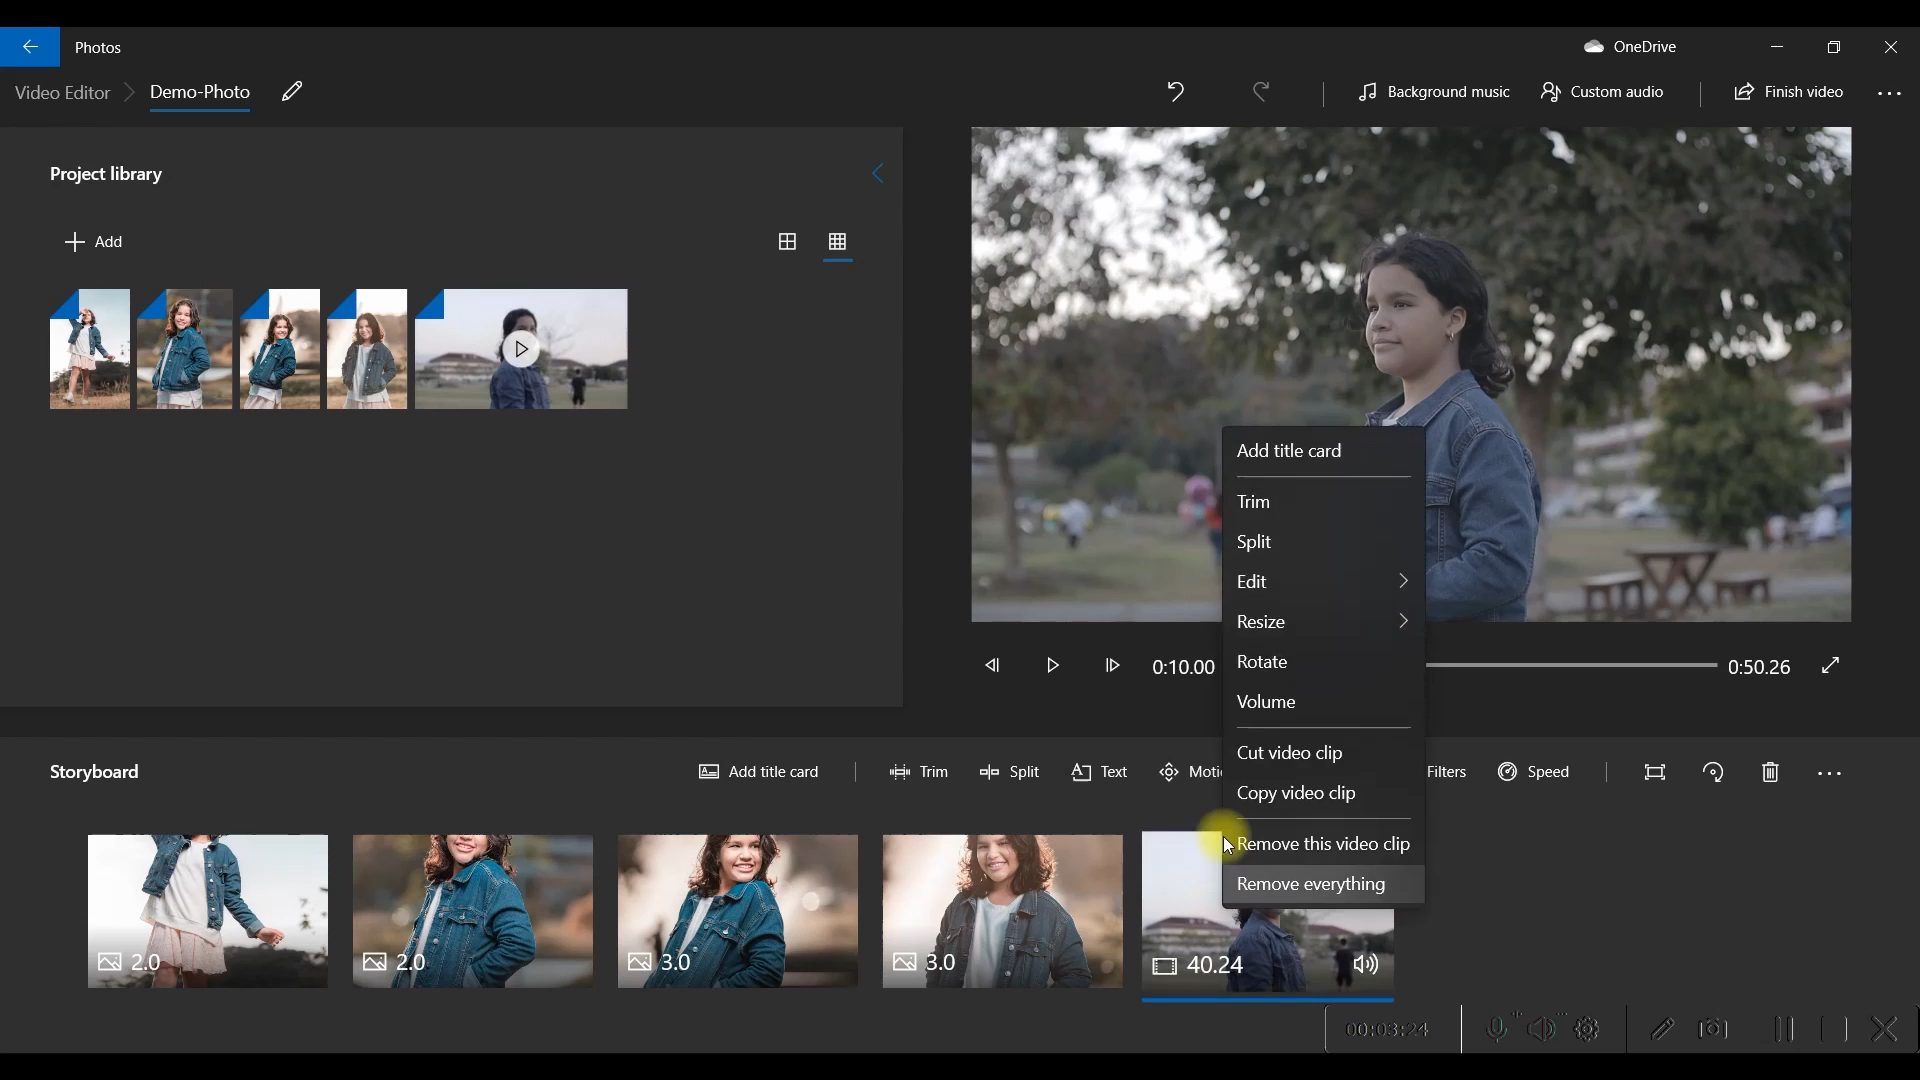 Photos
OneDrive
Video Editor
Demo-Photo
Background music
Custom audio
Finish video
Project library
Add
Add title card
Trim
Split
Edit
Resize
Rotate
Volume
Cut video clip
Copy video clip
Remove this video clip
Remove everything
0:10.00
0:50.26
Storyboard
Add title card
Trim
Split
Text
Filters
Speed
2.0
2.0
3.0
3.0
40.24
00:03:24